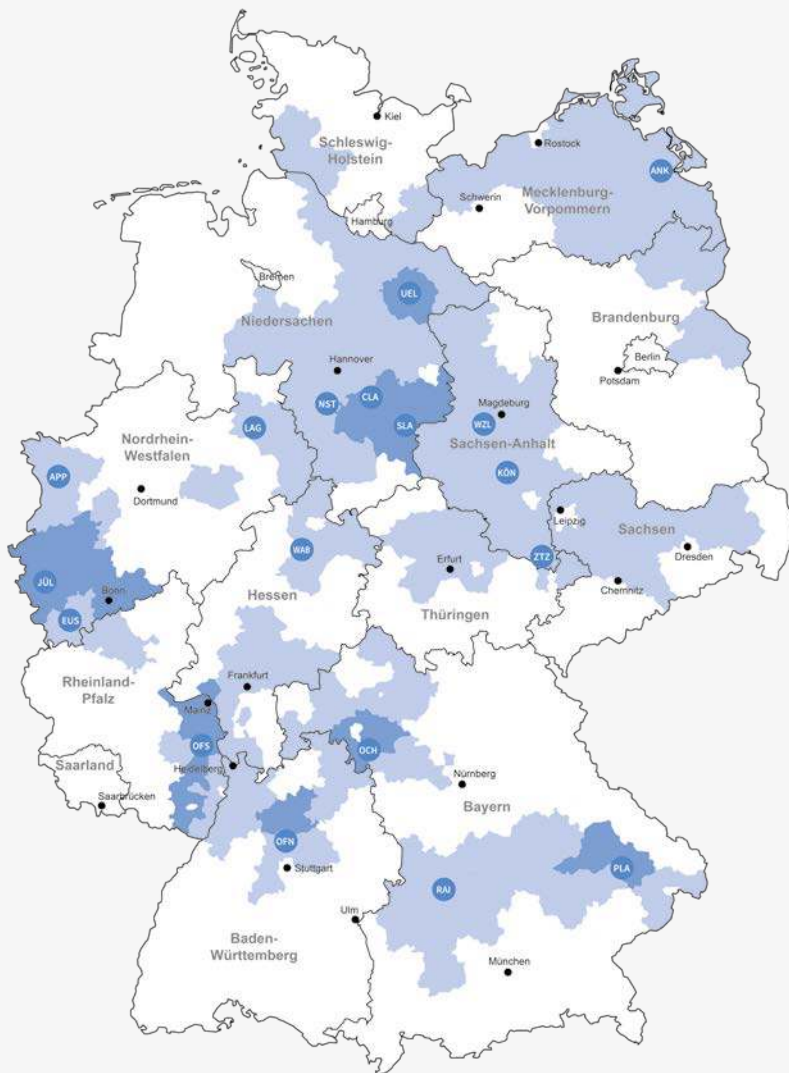 Kiel
Schleswig-
Holstein
Rostock
ANK
Mecklenburg-
Vorpommern
Schwerin
Hamburg
Bremen
UEL
Niedersachen
Brandenburg
Berlin
Potsdam
Hannover
NST
CLA
SLA
Magdeburg
WZL
Sachsen-Anhalt
KÖN
LAG
Nordrhein-
Westfalen
APP
Dortmund
Leipzig
Sachsen
Dresden
Chemnitz
ZTZ
WAB
Erfurt
Thüringen
Hessen
JÜL
Bonn
EUS
Rheinland-
Pfalz
Frankfurt
Mainz
OFS
Heidelberg
OCH
Saarland
Saarbrücken
Nürnberg
Bayern
OFN
Stuttgart
PLA
RAI
Ulm
Baden-
Württemberg
München